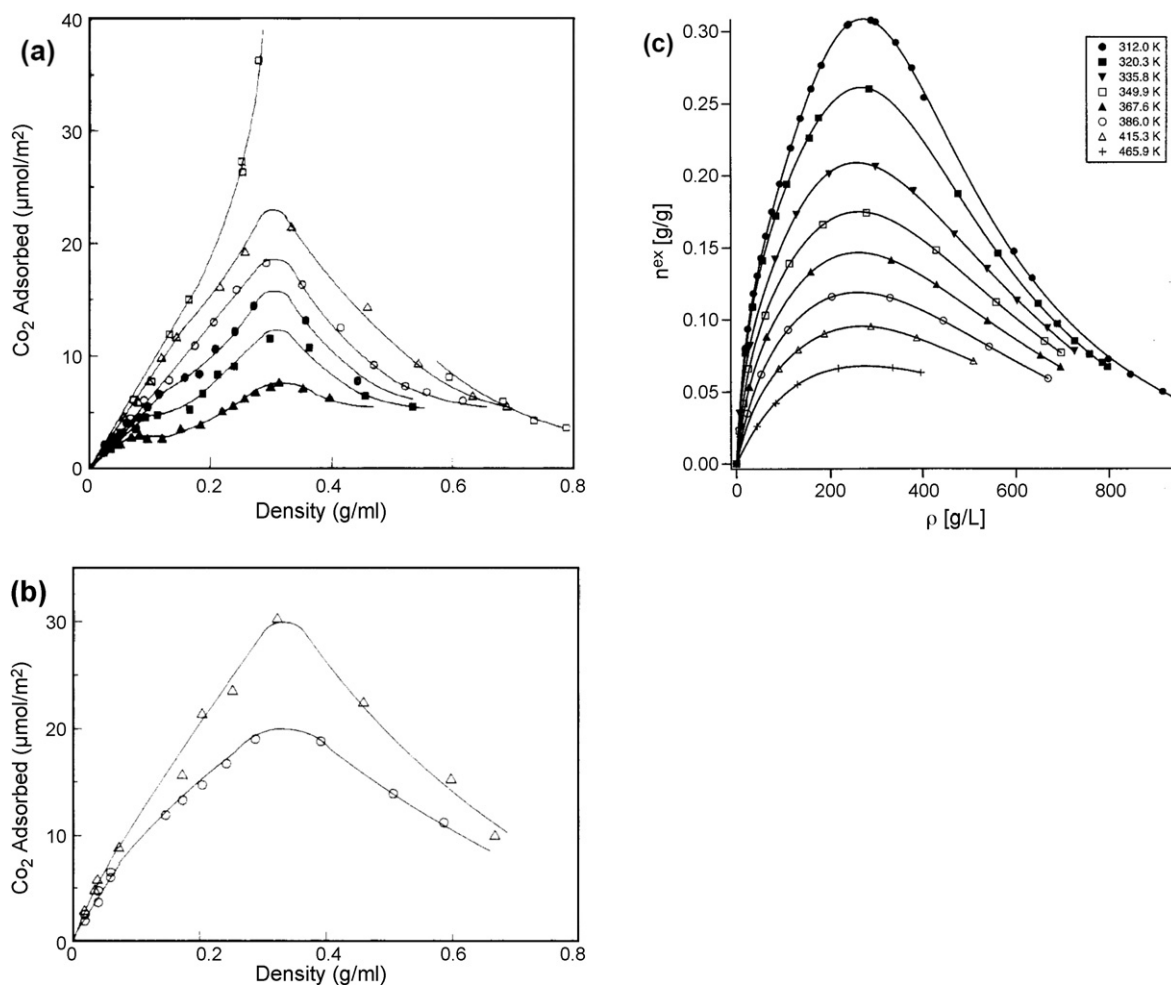 (a)
40
30
20
10
0
Co2 Adsorbed (μmol/m²)
0
0.2
0.4
0.6
0.8
Density (g/ml)
(b)
30
20
10
0
Co2 Adsorbed (μmol/m²)
0
0.2
0.4
0.6
0.8
Density (g/ml)
(c)
0.30
0.25
0.20
0.15
0.10
0.05
0.00
nex [g/g]
0
200
400
600
800
ρ [g/L]
312.0 K
320.3 K
335.8 K
349.9 K
367.6 K
386.0 K
415.3 K
465.9 K